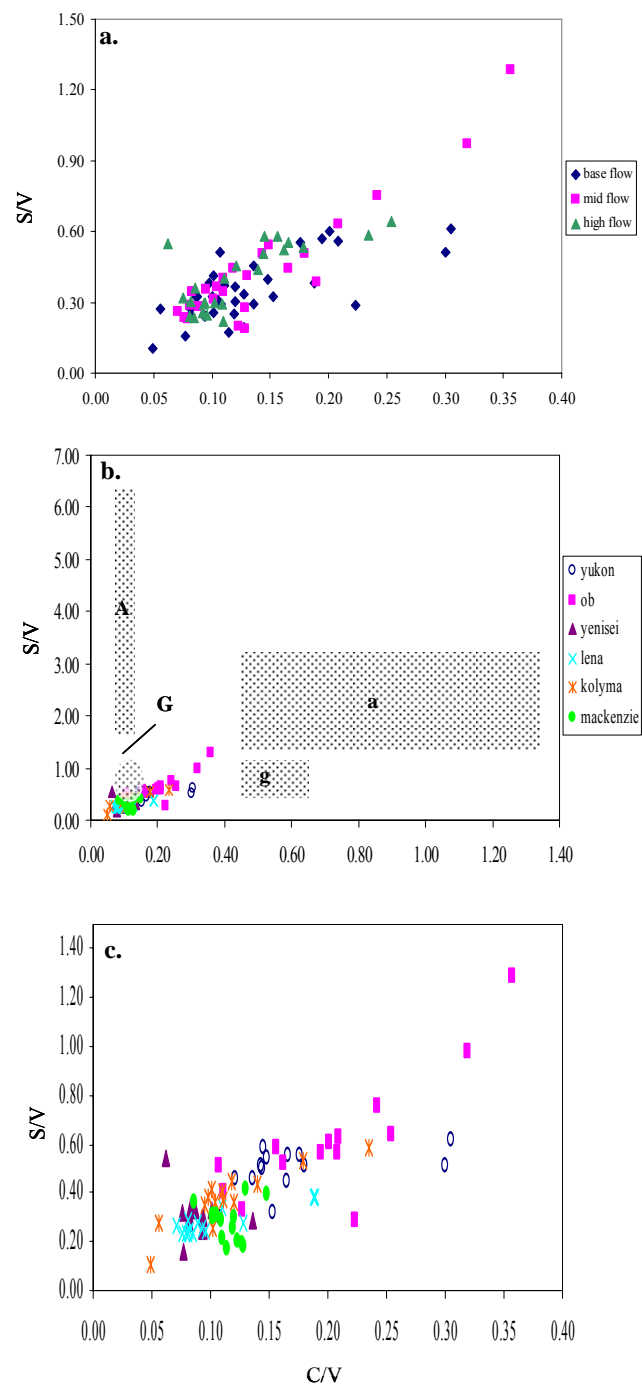 a.
1.50
1.20
0.90
0.60
0.30
0.00
S/V
0.00 0.05 0.10 0.15 0.20 0.25 0.30 0.35 0.40
base flow
mid flow
high flow
b.
7.00
6.00
5.00
4.00
3.00
2.00
1.00
0.00
S/V
A
G
a
g
0.00 0.20 0.40 0.60 0.80 1.00 1.20 1.40
yukon
ob
yenisei
lena
kolyma
mackenzie
c.
1.40
1.20
1.00
0.80
0.60
0.40
0.20
0.00
S/V
0.00 0.05 0.10 0.15 0.20 0.25 0.30 0.35 0.40
C/V